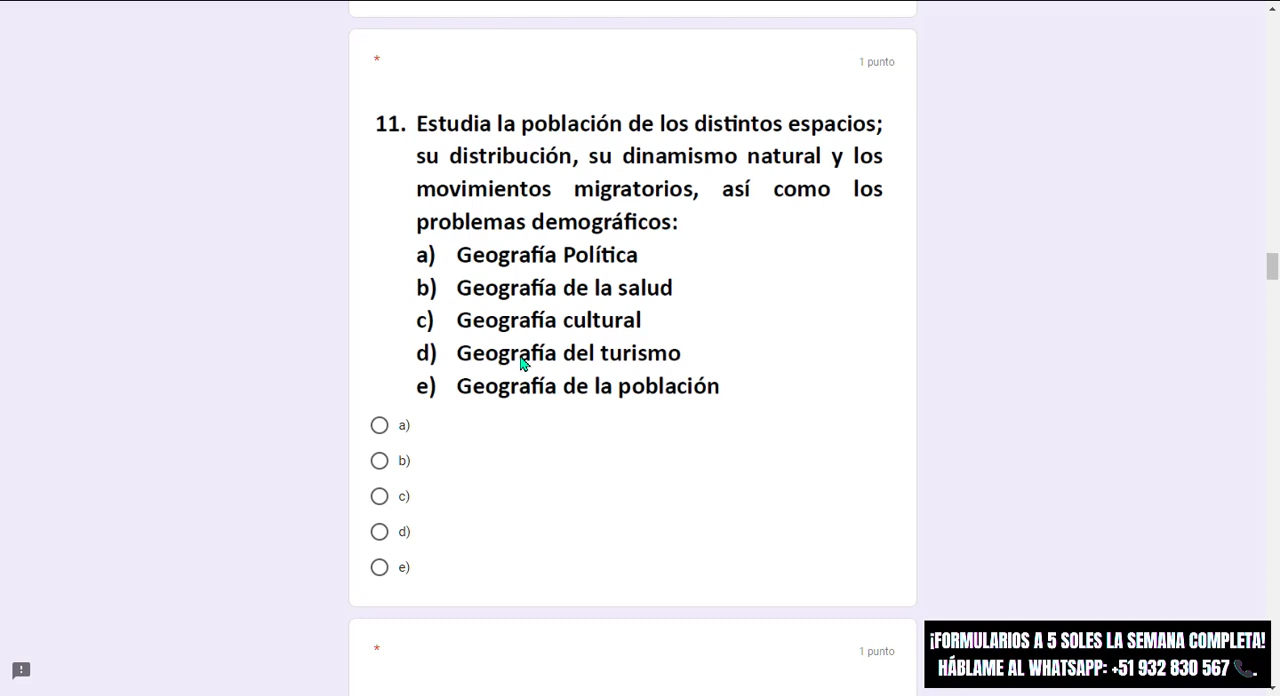 *
1 punto
11. Estudia la población de los distintos espacios;
su distribución, su dinamismo natural y los
movimientos migratorios, así como los
problemas demográficos:
a) Geografía Política
b) Geografía de la salud
c) Geografía cultural
d) Geografía del turismo
e) Geografía de la población
a)
b)
c)
d)
e)
*
1 punto
¡FORMULARIOS A 5 SOLES LA SEMANA COMPLETA!
HÁBLAME AL WHATSAPP: +51 932 830 567 📞.